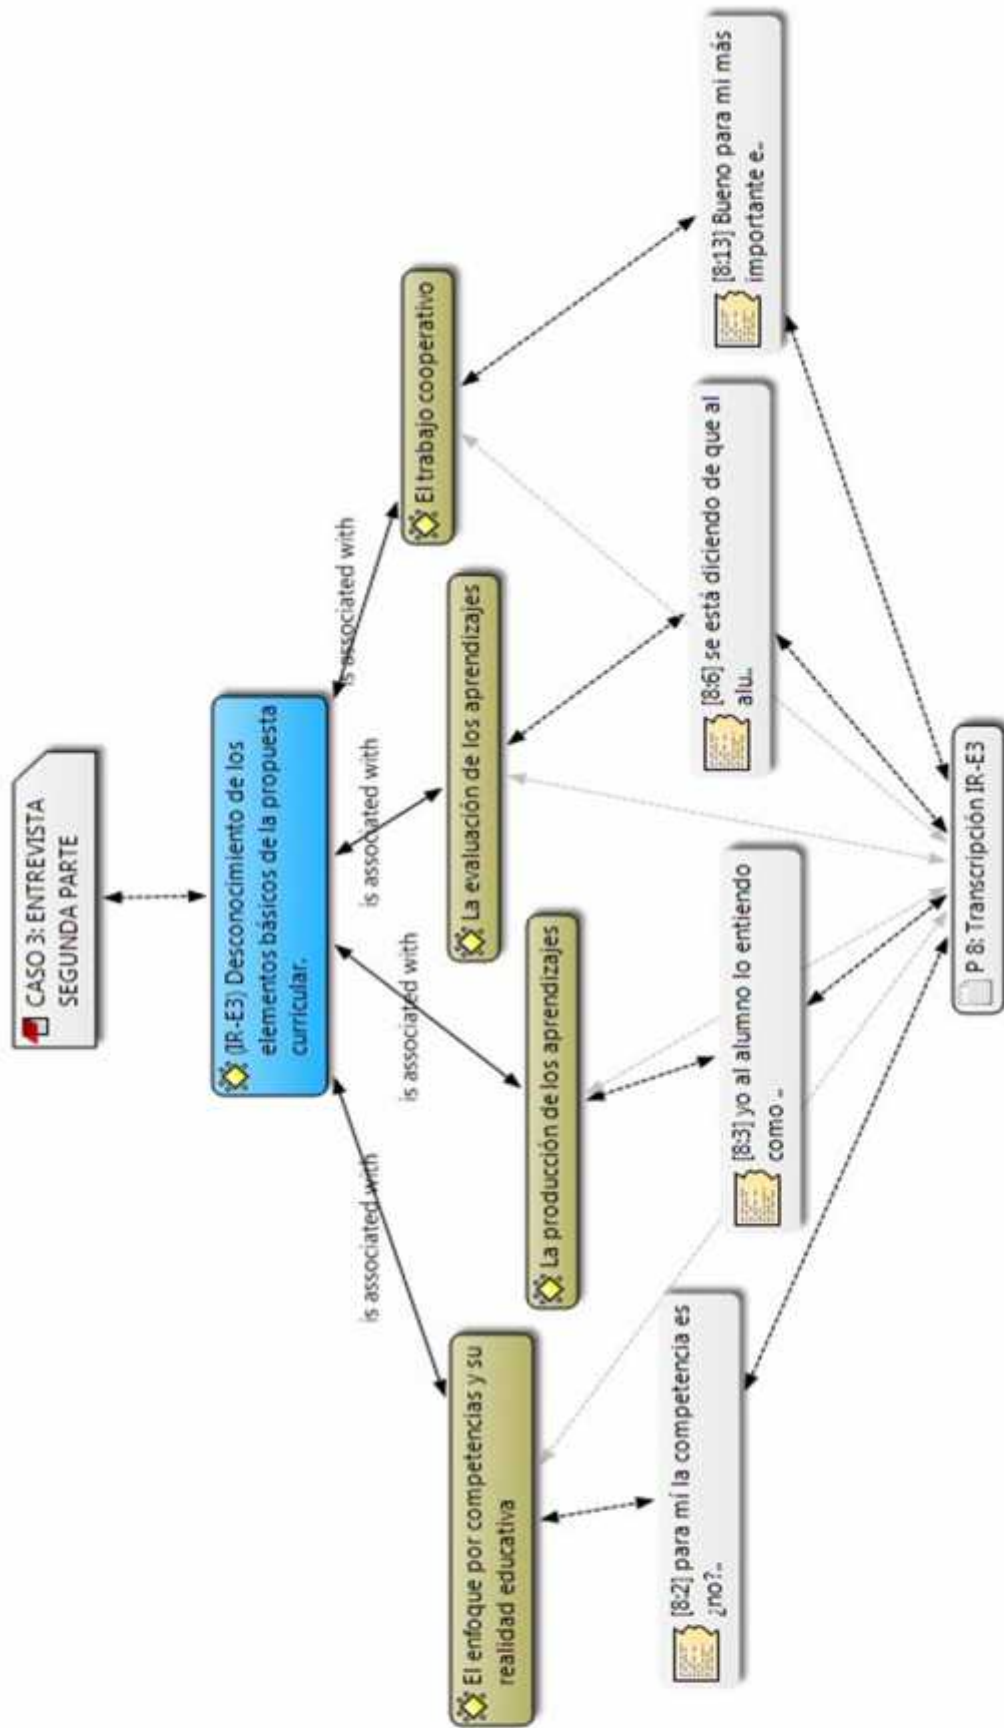 CASO 3: ENTREVISTA
SEGUNDA PARTE
(IR-E3) Desconocimiento de los
elementos básicos de la propuesta
curricular.
is associated with
is associated with
is associated with
is associated with
El enfoque por competencias y su
realidad educativa
La producción de los aprendizajes
La evaluación de los aprendizajes
El trabajo cooperativo
[8:2] para mí la competencia es
¿no?..
[8:3] yo al alumno lo entiendo
como ..
[8:6] se está diciendo de que al
alu..
[8:13] Bueno para mi más
importante e..
P 8: Transcripción IR-E3